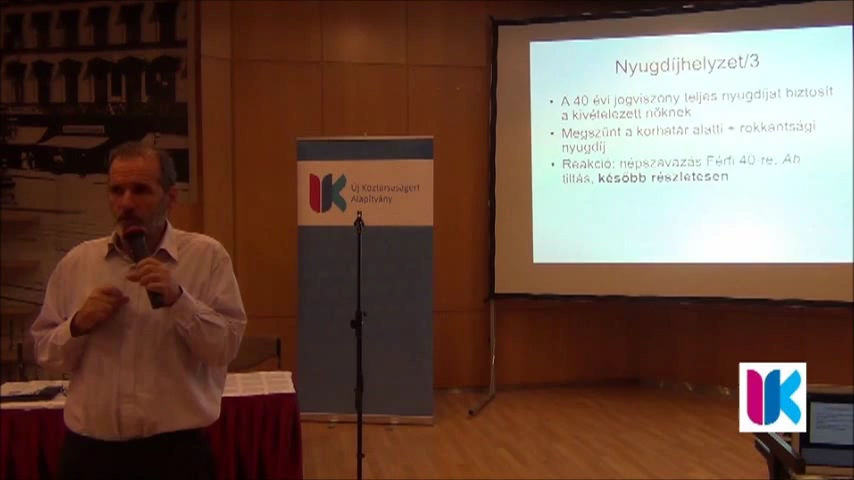 Nyugdíjhelyzet/3
• A 40 évi jogviszony teljes nyugdíjat biztosít
a kivételezett nőknek
• Megszűnt a korhatár alatti + rokkantsági
nyugdíj
• Reakció: népszavazás Férfi 40-re, Ab
tiltás, később részletesen
Új Köztársaságért
Alapítvány